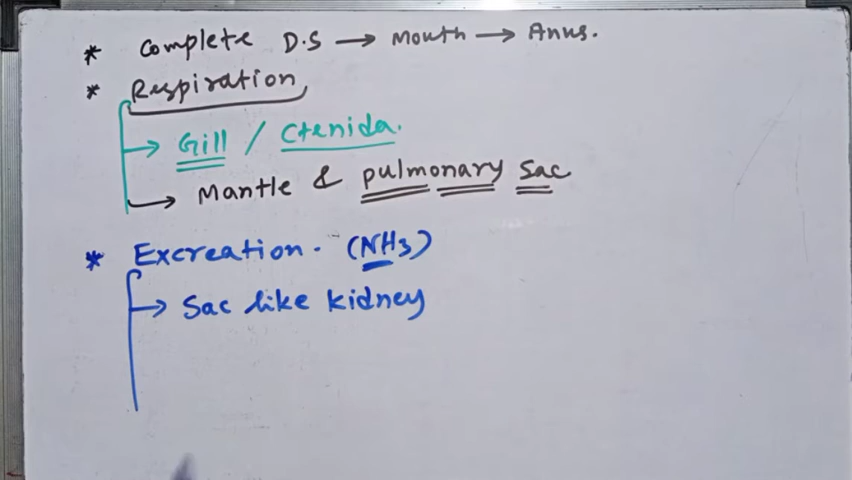 * Complete D.S → Mouth → Anus.
* Respiration
→ Gill / Ctenida.
→ Mantle & pulmonary sac
* Excreation. (NH3)
→ Sac like kidney